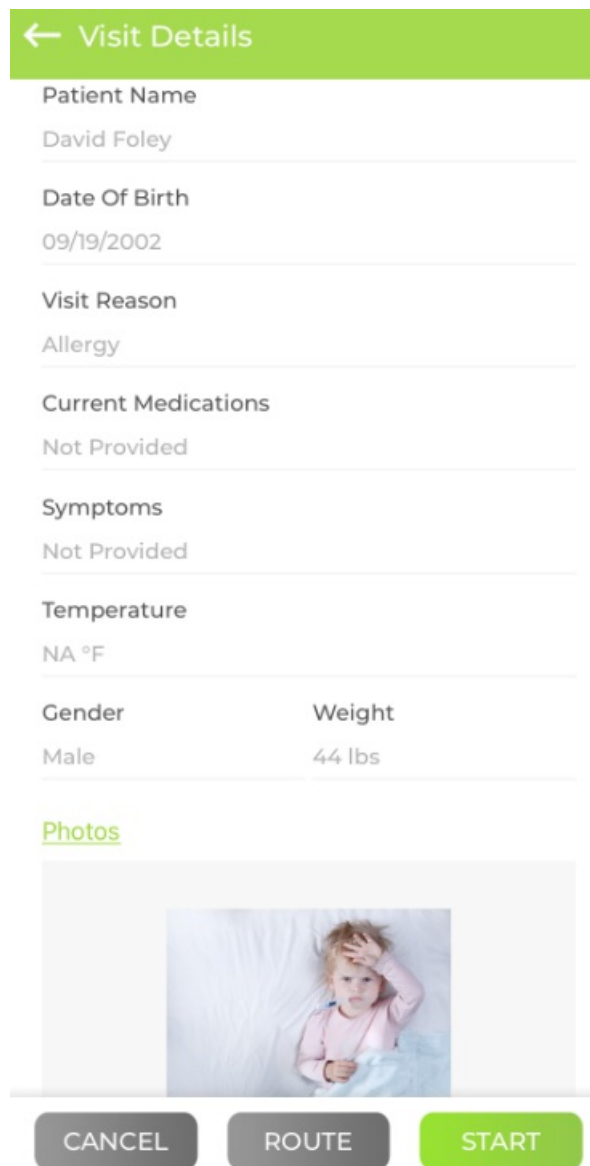 Visit Details
Patient Name
David Foley
Date Of Birth
09/19/2002
Visit Reason
Allergy
Current Medications
Not Provided
Symptoms
Not Provided
Temperature
NA °F
Gender Weight
Male 44 lbs
Photos
CANCEL ROUTE START